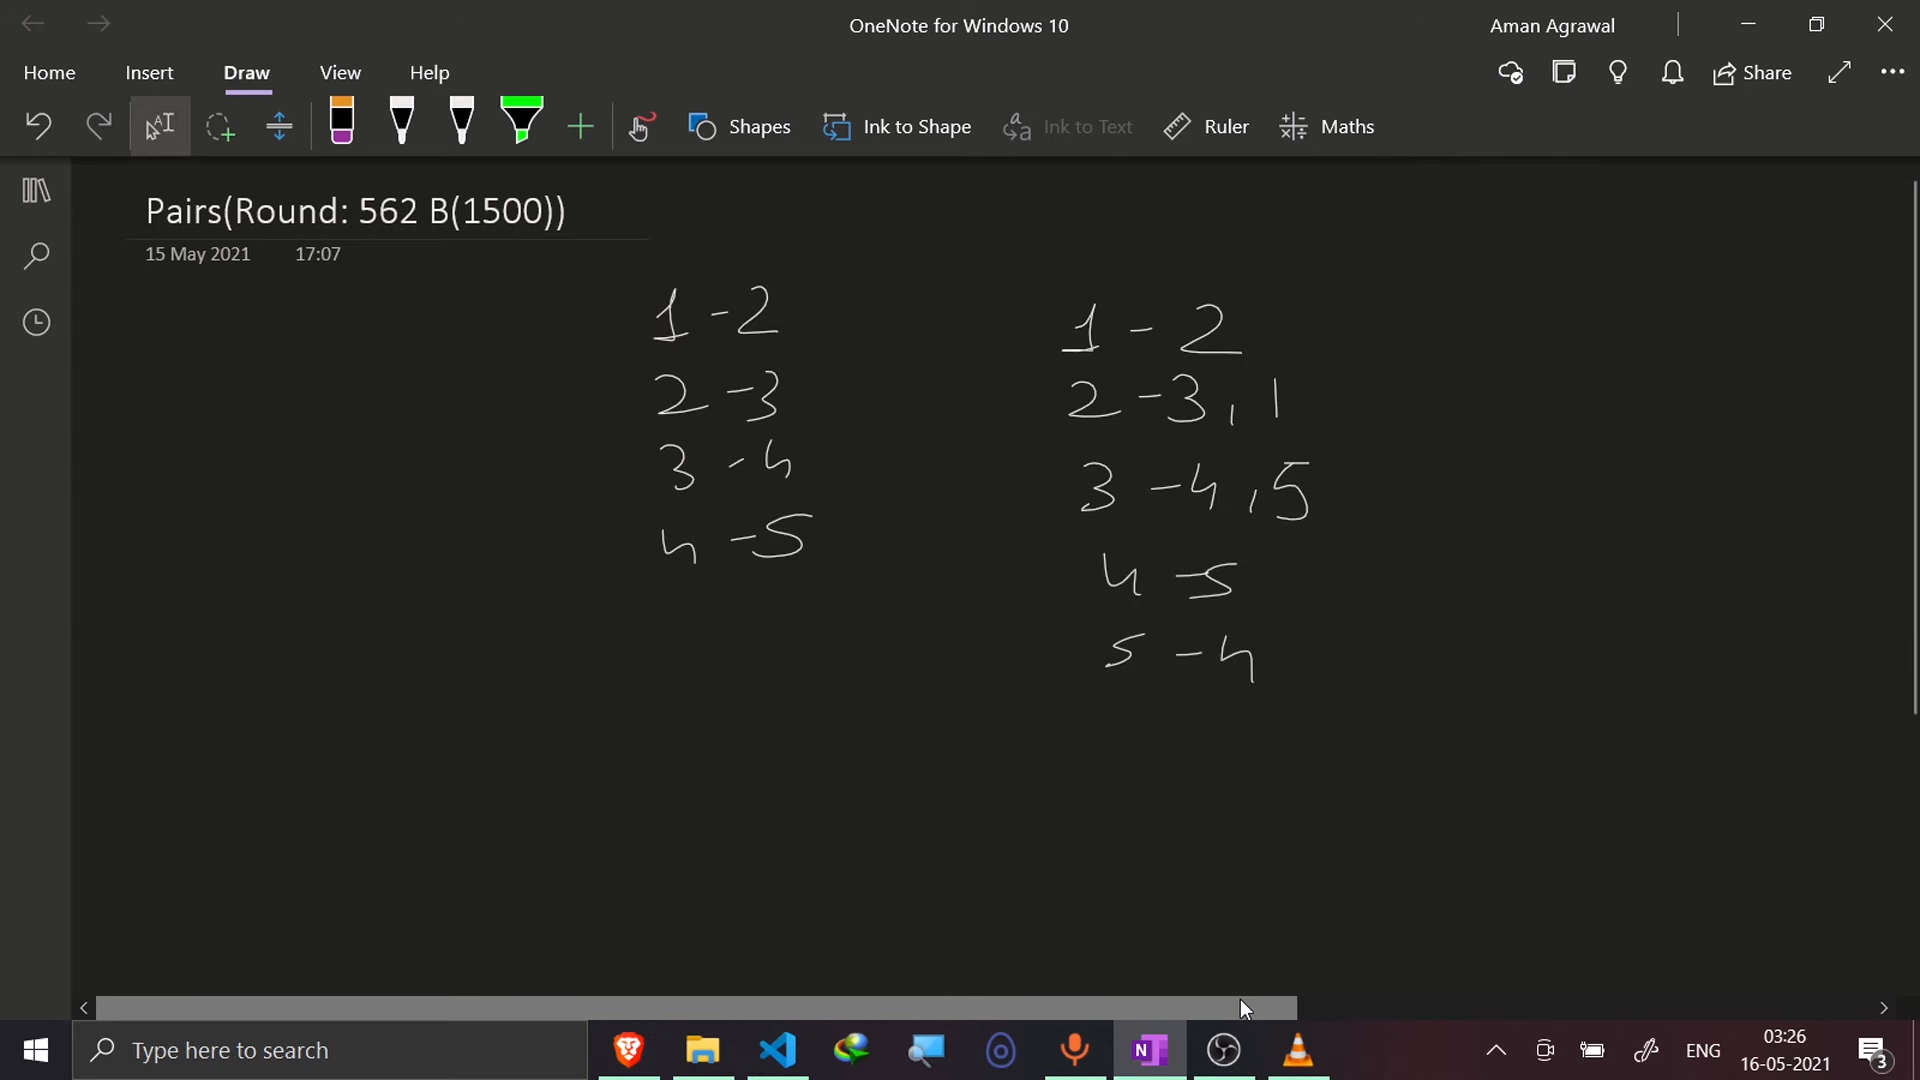 OneNote for Windows 10
Aman Agrawal
Home Insert Draw View Help
Share
Shapes Ink to Shape Ink to Text Ruler Maths
Pairs(Round: 562 B(1500))
15 May 2021 17:07
1 - 2
2 - 3
3 - 4
4 - 5
1 - 2
2 - 3, 1
3 - 4, 5
4 - 5
5 - 4
Type here to search
ENG
03:26
16-05-2021
3